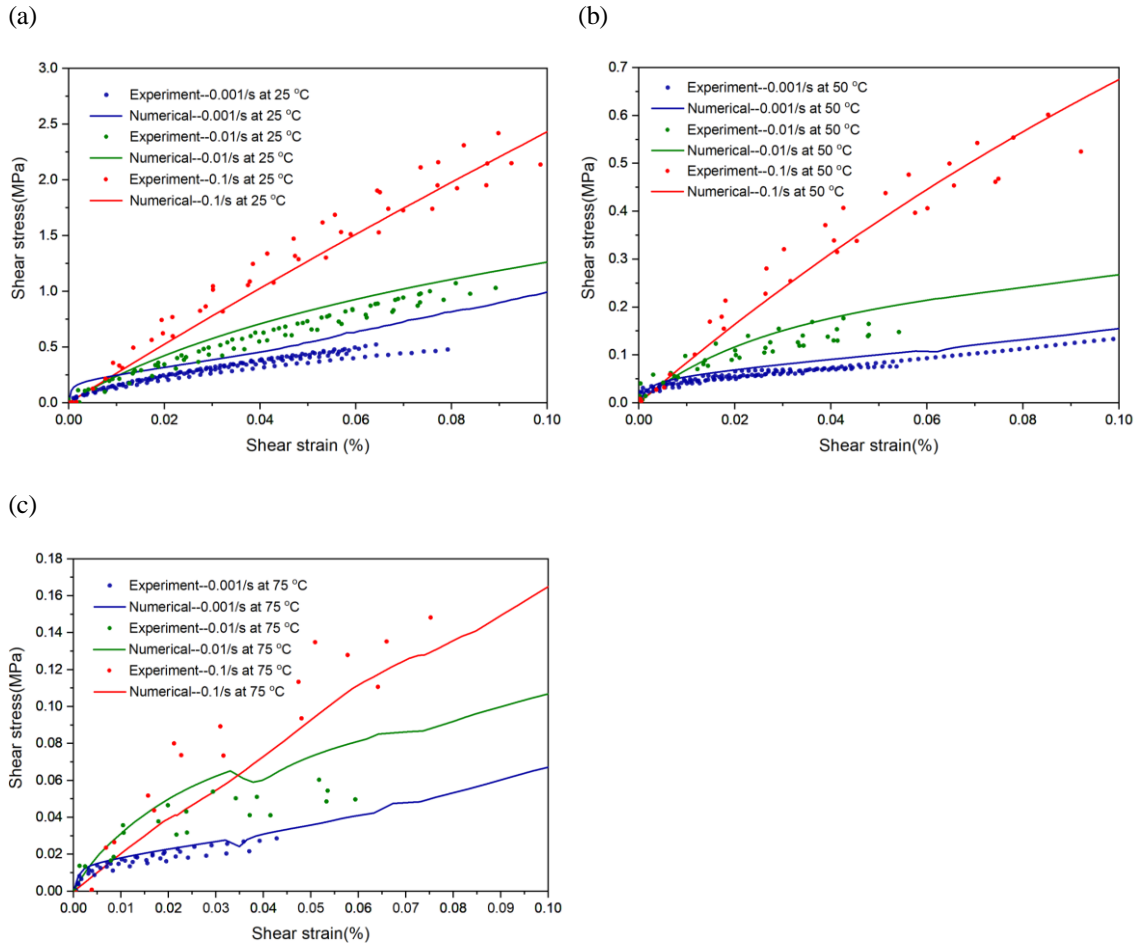 (a)
(b)
3.0
2.5
2.0
1.5
1.0
0.5
0.0
Shear stress(MPa)
Experiment--0.001/s at 25 °C
Numerical--0.001/s at 25 °C
Experiment--0.01/s at 25 °C
Numerical--0.01/s at 25 °C
Experiment--0.1/s at 25 °C
Numerical--0.1/s at 25 °C
0.00 0.02 0.04 0.06 0.08 0.10
Shear strain (%)
0.7
0.6
0.5
0.4
0.3
0.2
0.1
0.0
Shear stress(MPa)
Experiment--0.001/s at 50 °C
Numerical--0.001/s at 50 °C
Experiment--0.01/s at 50 °C
Numerical--0.01/s at 50 °C
Experiment--0.1/s at 50 °C
Numerical--0.1/s at 50 °C
0.00 0.02 0.04 0.06 0.08 0.10
Shear strain(%)
(c)
0.18
0.16
0.14
0.12
0.10
0.08
0.06
0.04
0.02
0.00
Shear stress(MPa)
Experiment--0.001/s at 75 °C
Numerical--0.001/s at 75 °C
Experiment--0.01/s at 75 °C
Numerical--0.01/s at 75 °C
Experiment--0.1/s at 75 °C
Numerical--0.1/s at 75 °C
0.00 0.01 0.02 0.03 0.04 0.05 0.06 0.07 0.08 0.09 0.10
Shear strain(%)